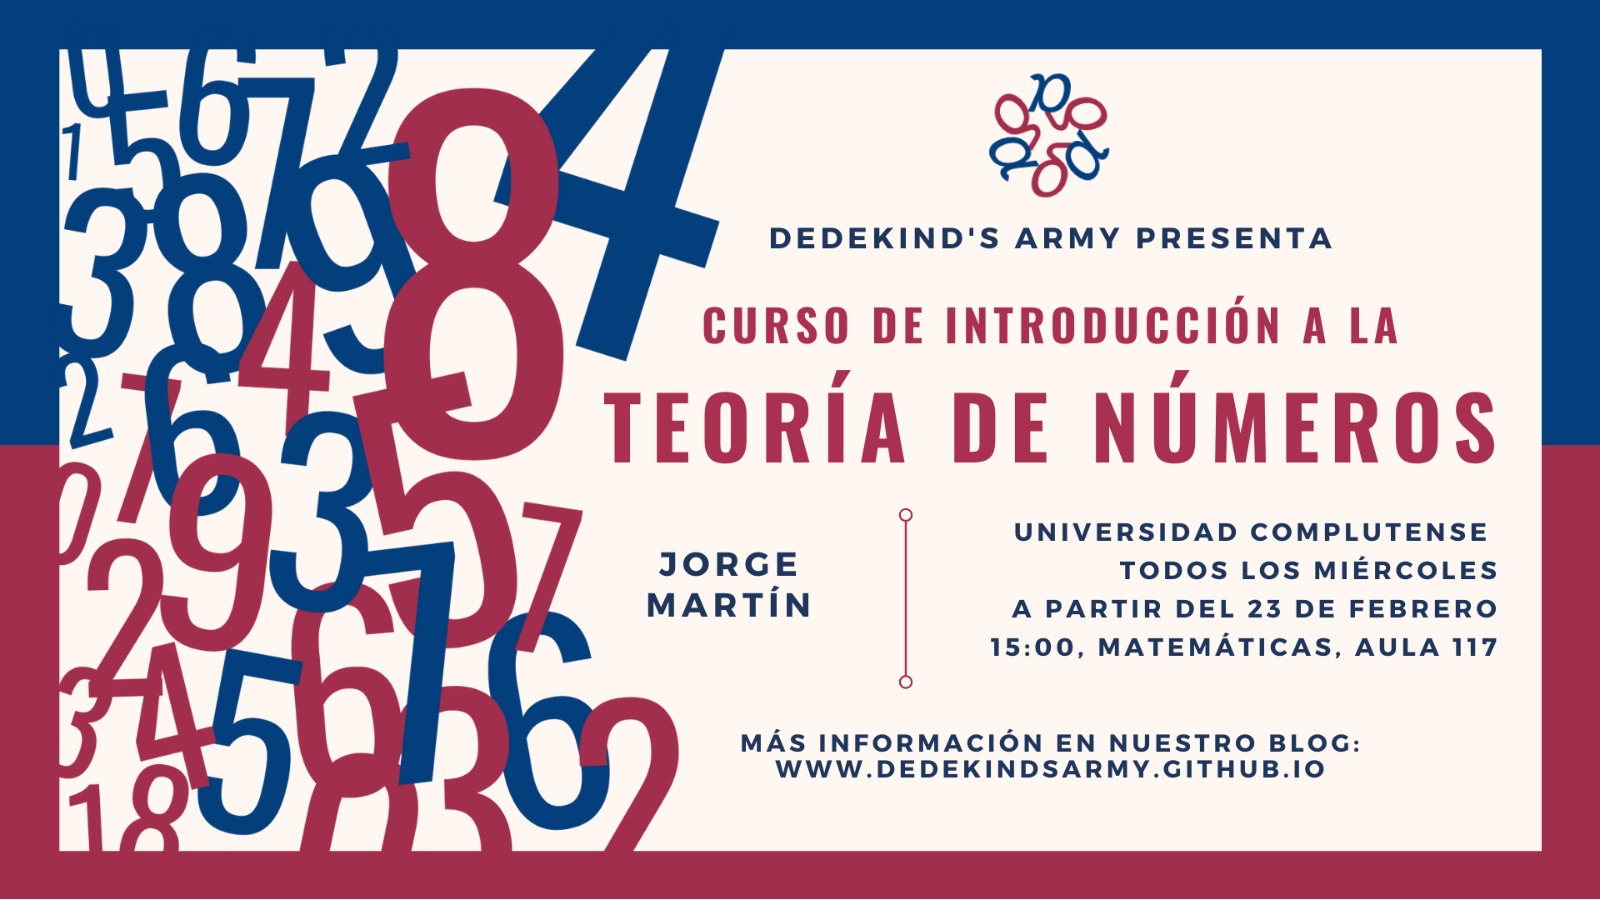 DEDEKIND'S ARMY PRESENTA
CURSO DE INTRODUCCIÓN A LA
TEORÍA DE NÚMEROS
JORGE
MARTÍN
UNIVERSIDAD COMPLUTENSE
TODOS LOS MIÉRCOLES
A PARTIR DEL 23 DE FEBRERO
15:00, MATEMÁTICAS, AULA 117
MÁS INFORMACIÓN EN NUESTRO BLOG:
WWW.DEDEKINDSARMY.GITHUB.IO